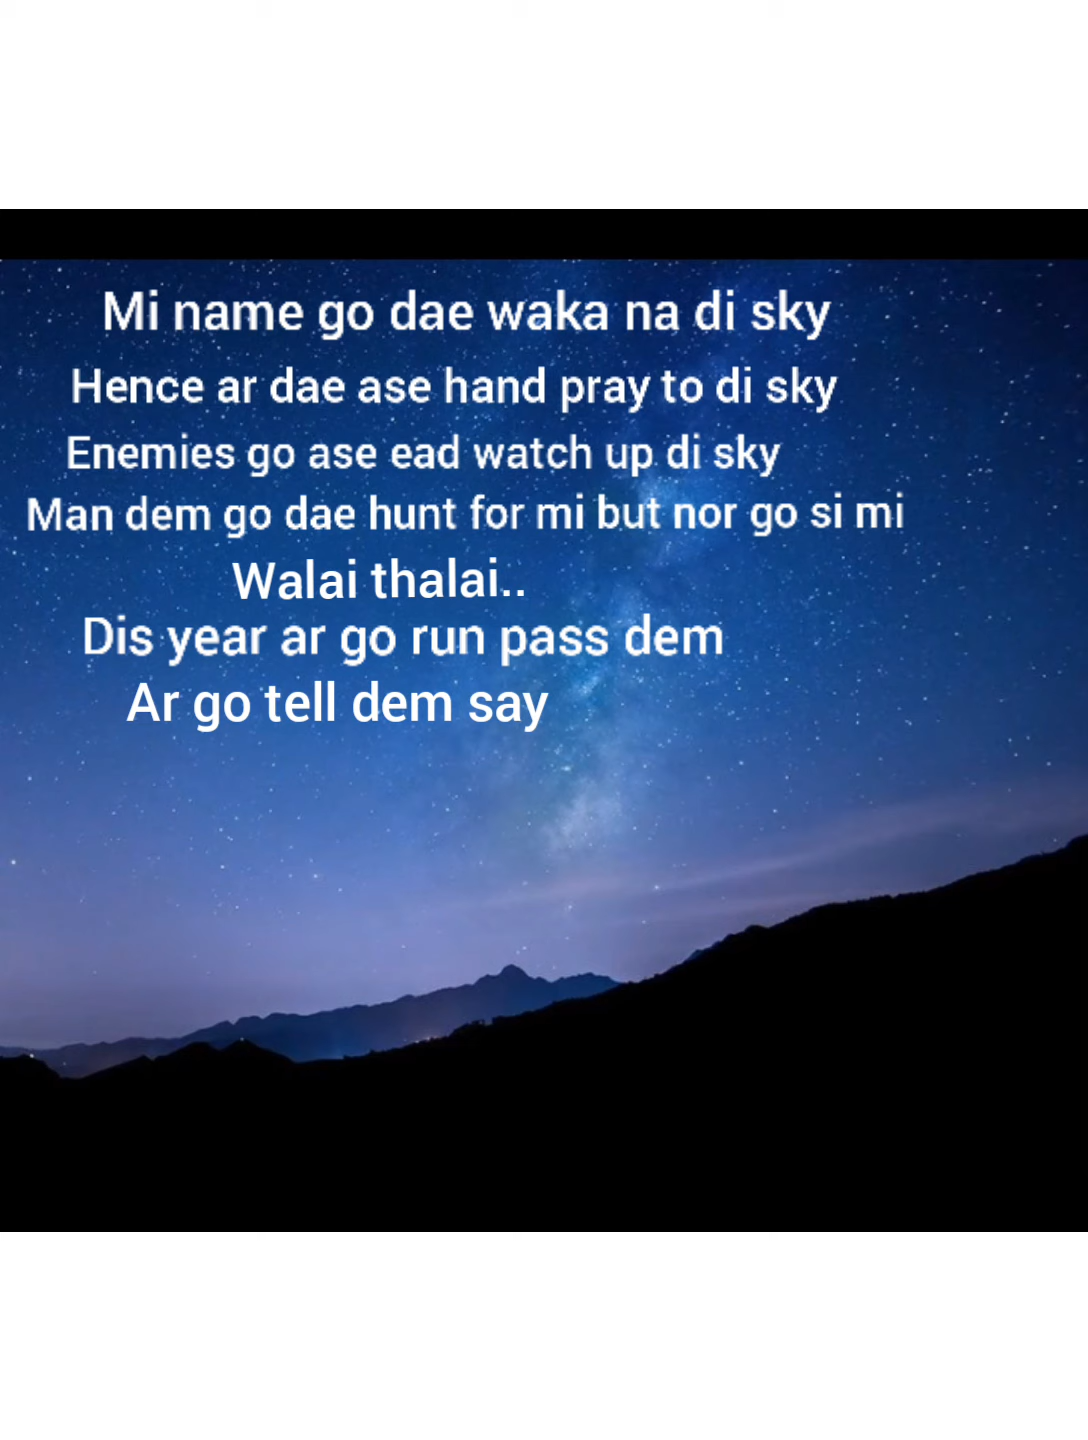 Mi name go dae waka na di sky
Hence ar dae ase hand pray to di sky
Enemies go ase ead watch up di sky
Man dem go dae hunt for mi but nor go si mi
Walai thalai..
Dis year ar go run pass dem
Ar go tell dem say